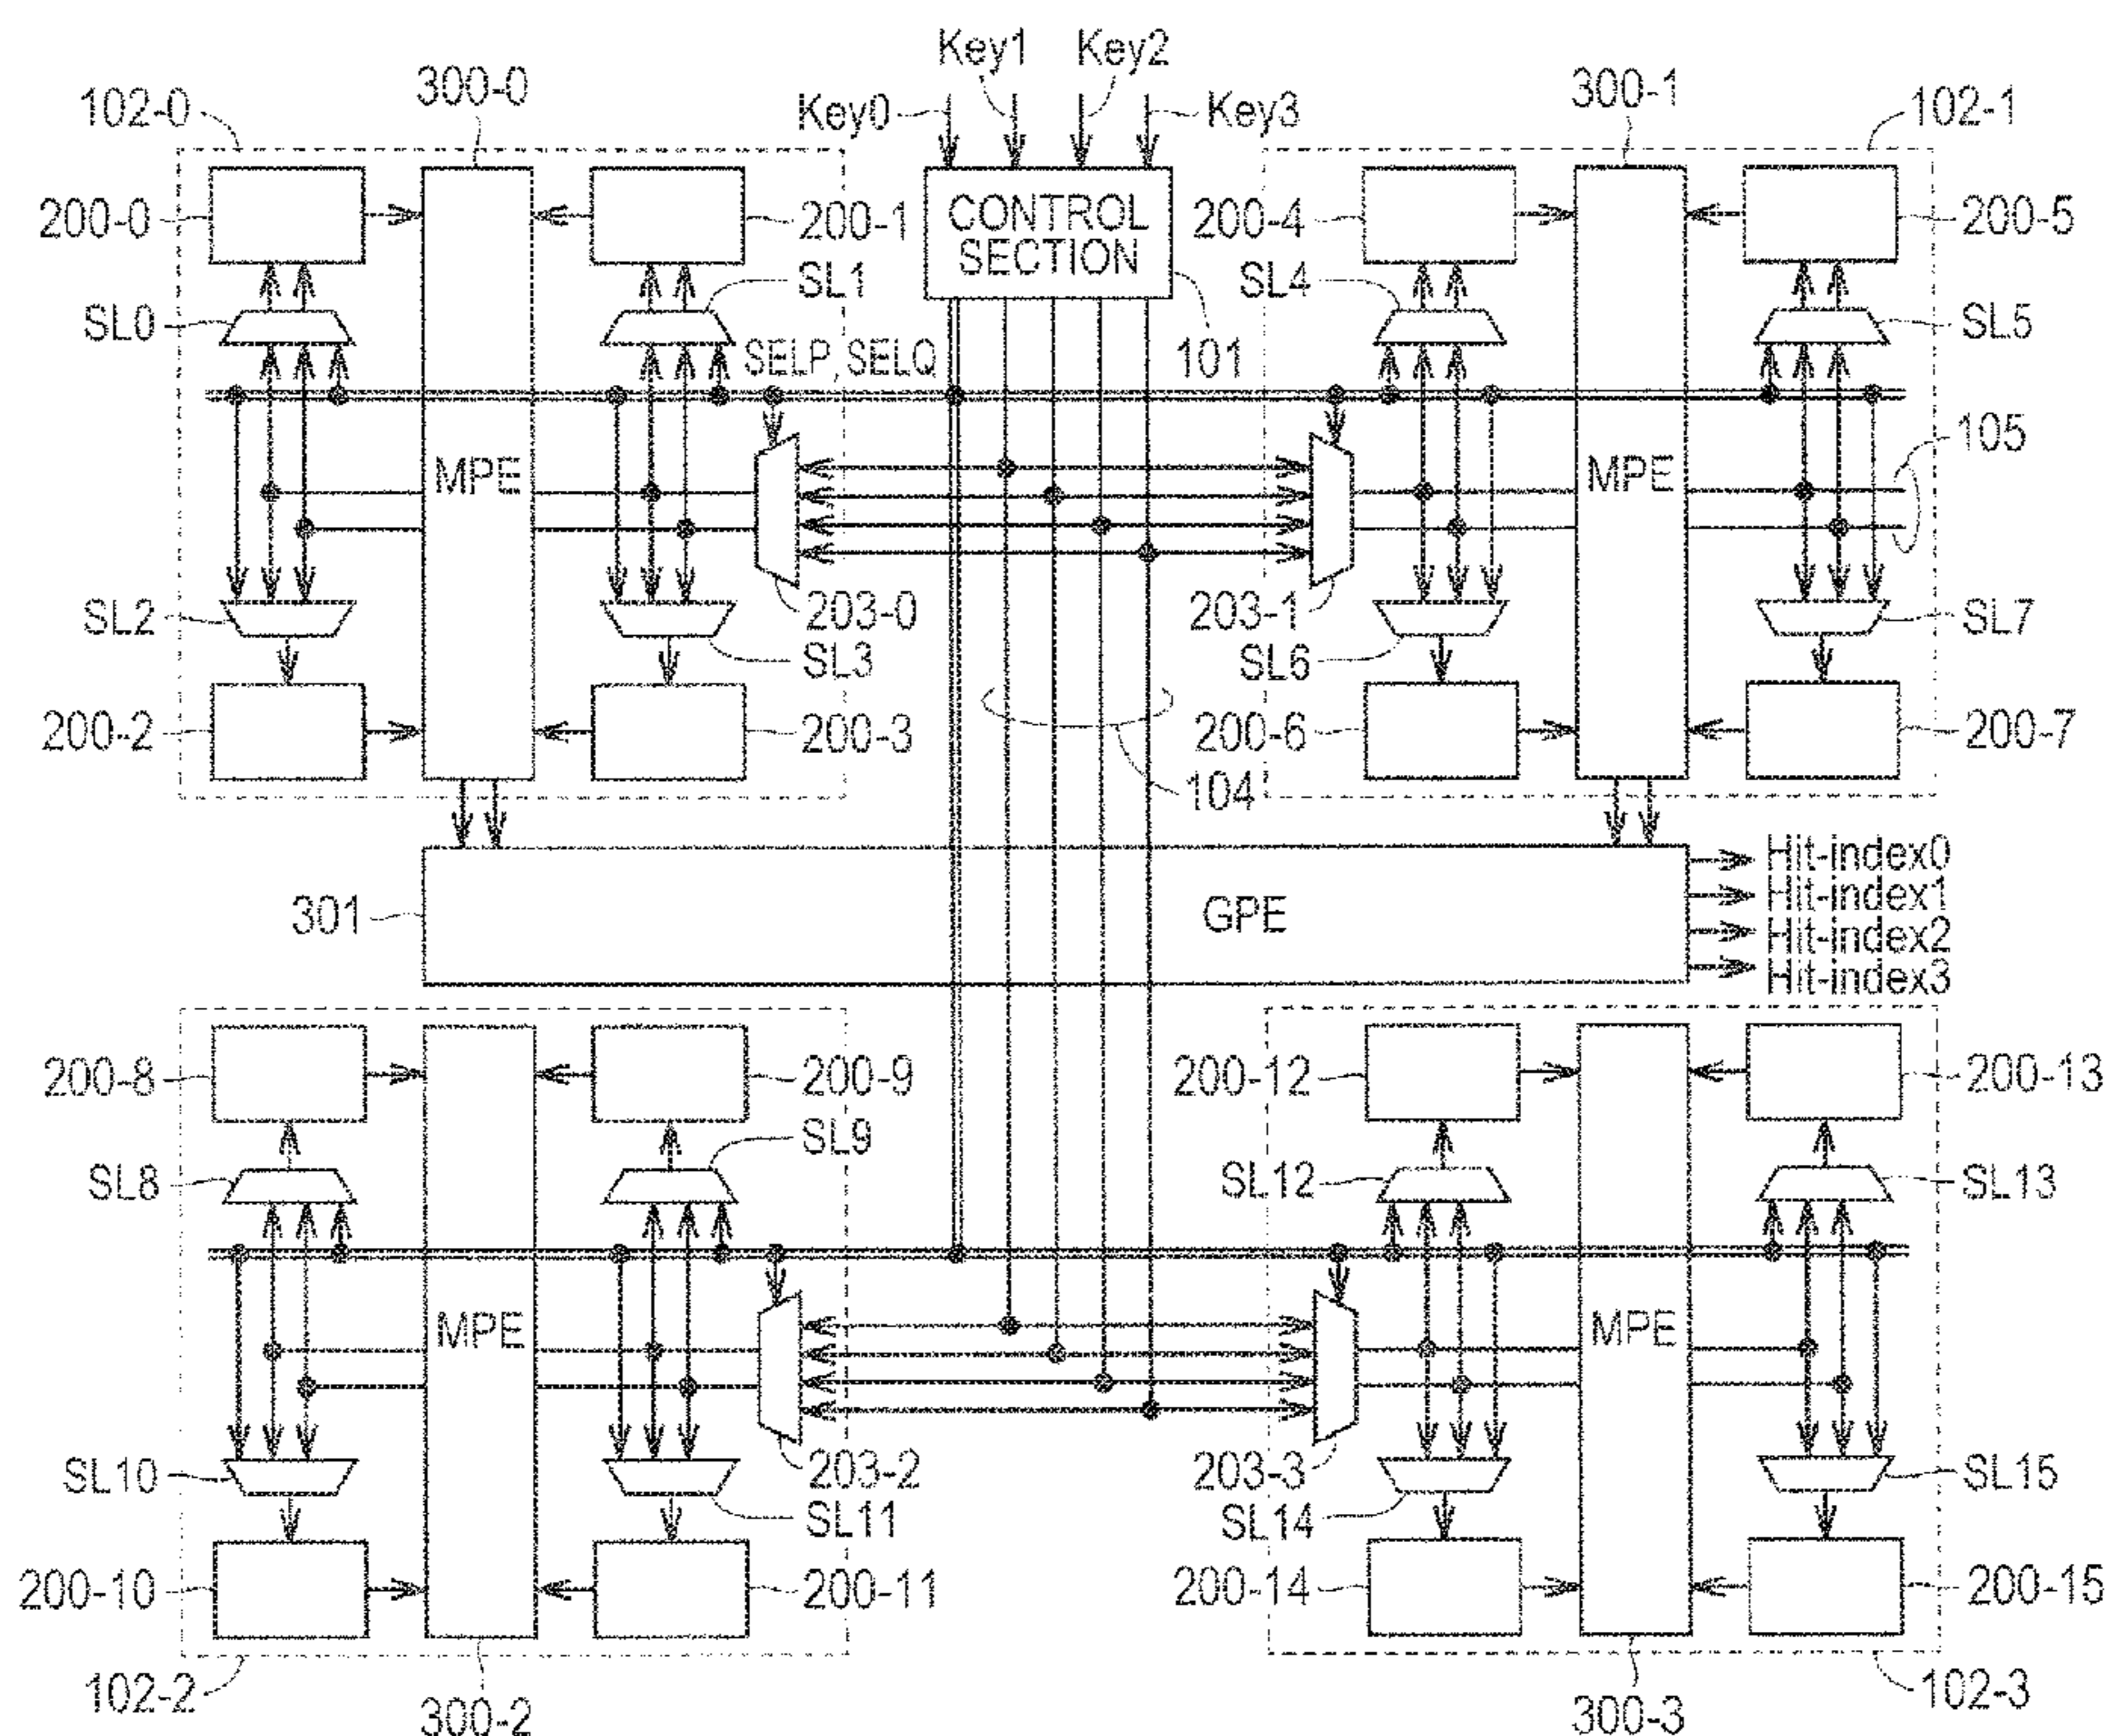 Key1 Key2
Key0 Key3
102-0 300-0 300-1 102-1
200-0 200-1 CONTROL SECTION 200-4 200-5
SL0 SL1 SL4 SL5
SELP, SELQ 101
MPE MPE 105
SL2 SL3 203-0 203-1 SL6 SL7
200-2 200-3 200-6 200-7
104
301 GPE
Hit-index0
Hit-index1
Hit-index2
Hit-index3
200-8 200-9 200-12 200-13
SL8 SL9 SL12 SL13
MPE MPE
SL10 SL11 203-2 203-3 SL14 SL15
200-10 200-11 200-14 200-15
102-2 300-2 300-3 102-3